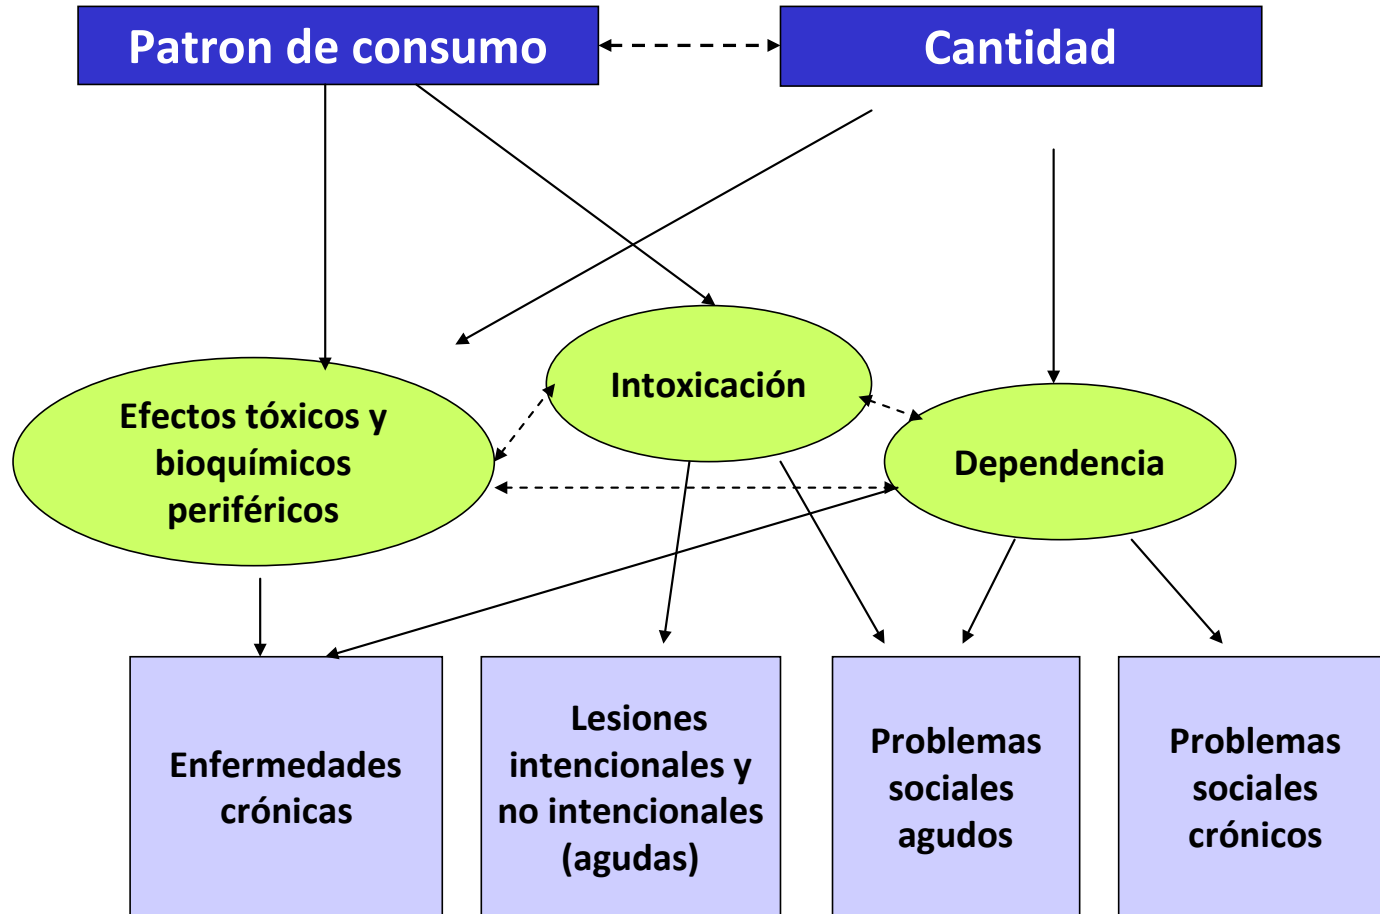 Patron de consumo
Cantidad
Intoxicación
Efectos tóxicos y
bioquímicos
periféricos
Dependencia
Enfermedades
crónicas
Lesiones
intencionales y
no intencionales
(agudas)
Problemas
sociales
agudos
Problemas
sociales
crónicos